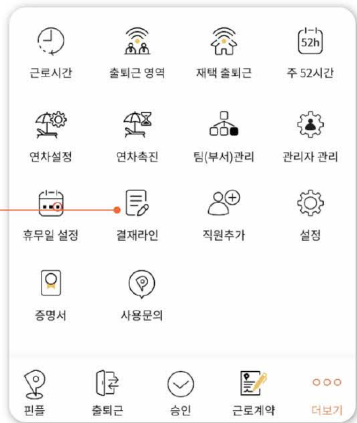 52h
근로시간 출퇴근 영역 재택 출퇴근 주 52시간
연차설정 연차촉진 팀(부서)관리 관리자 관리
휴무일 설정 결재라인 직원추가 설정
증명서 사용문의
핀플 출퇴근 승인 근로계약 더보기